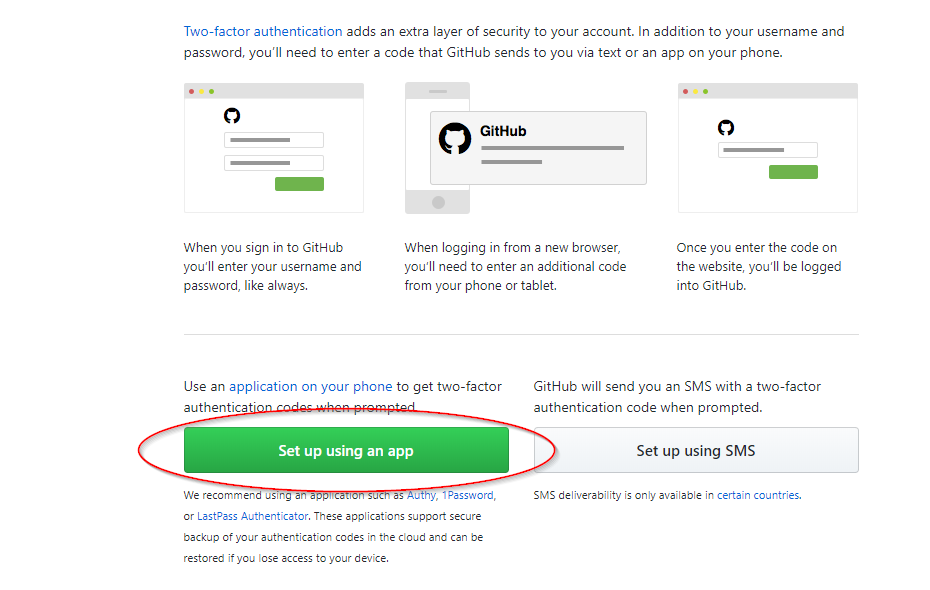 Two-factor authentication adds an extra layer of security to your account. In addition to your username and
password, you'll need to enter a code that GitHub sends to you via text or an app on your phone.
GitHub
When you sign in to GitHub
you'll enter your username and
password, like always.
When logging in from a new browser,
you'll need to enter an additional code
from your phone or tablet.
Once you enter the code on
the website, you'll be logged
into GitHub.
Use an application on your phone to get two-factor
authentication codes when prompted.
Set up using an app
We recommend using an application such as Authy, 1Password,
or LastPass Authenticator. These applications support secure
backup of your authentication codes in the cloud and can be
restored if you lose access to your device.
GitHub will send you an SMS with a two-factor
authentication code when prompted.
Set up using SMS
SMS deliverability is only available in certain countries.